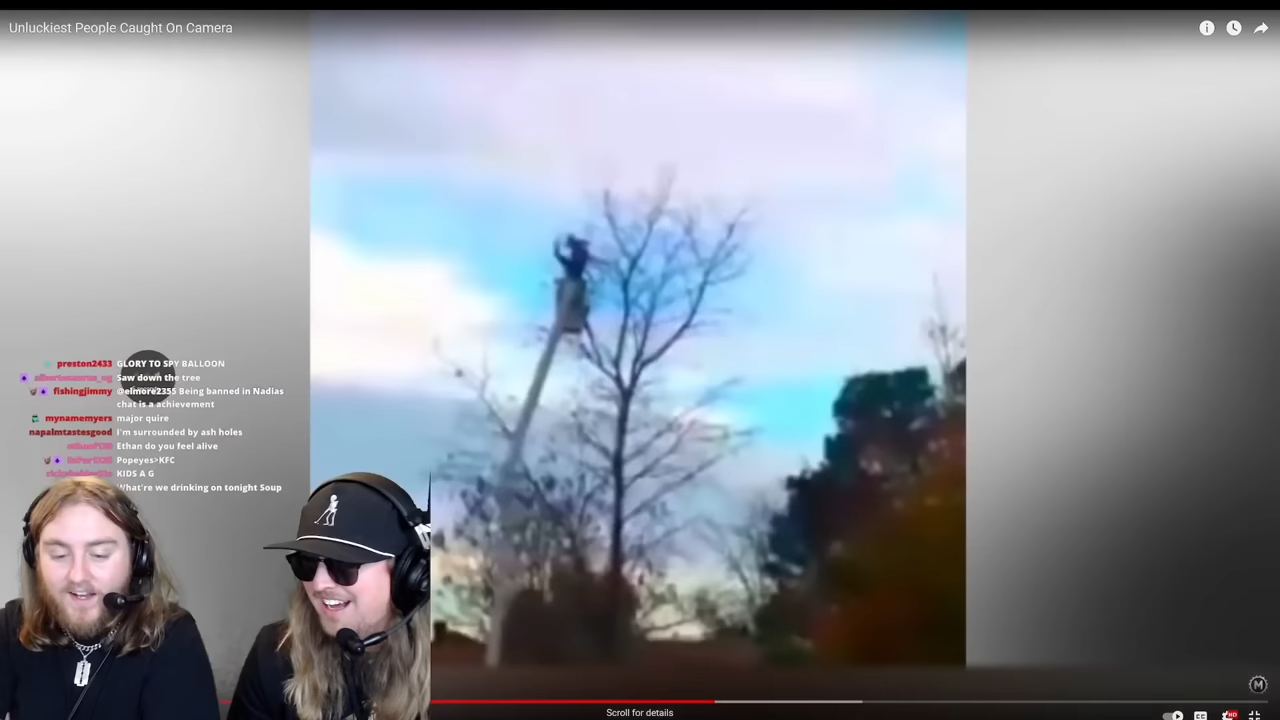 Unluckiest People Caught On Camera
preston2433 GLORY TO SPY BALLOON
Saw down the tree
fishingjimmy @elmore2355 Being banned in Nadias
chat is a achievement
mynamemyers major quire
napalmtastesgood I'm surrounded by ash holes
Ethan do you feel alive
Popeyes>KFC
KIDS A G
What're we drinking on tonight Soup
M
Scroll for details
CC
HD